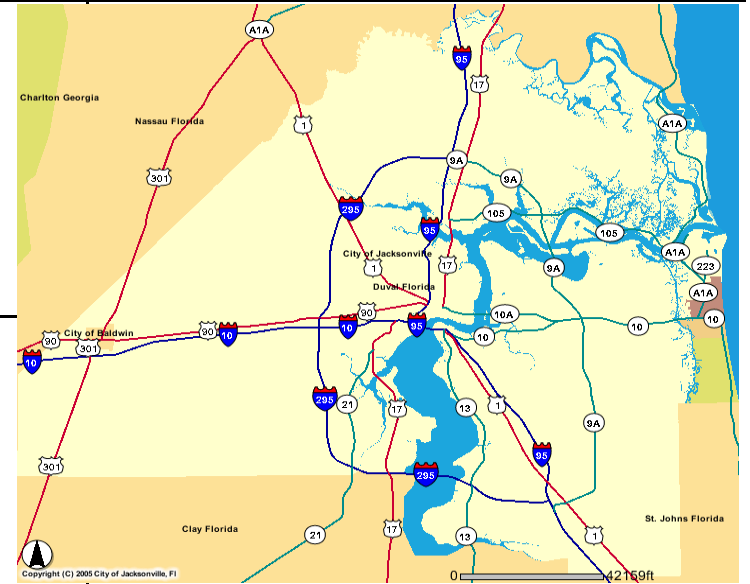 A1A
95
17
Charlton Georgia
Nassau Florida
1
A1A
9A
9A
301
295
105
95
105
City of Jacksonville
A1A
1
17
9A
223
Duval Florida
A1A
90
10A
10
City of Baldwin
90
90
10
10
95
10
10
301
10
295
21
17
13
1
9A
95
301
295
St. Johns Florida
Clay Florida
17
21
13
1
Copyright (C) 2005 City of Jacksonville, Fl
0 42159ft